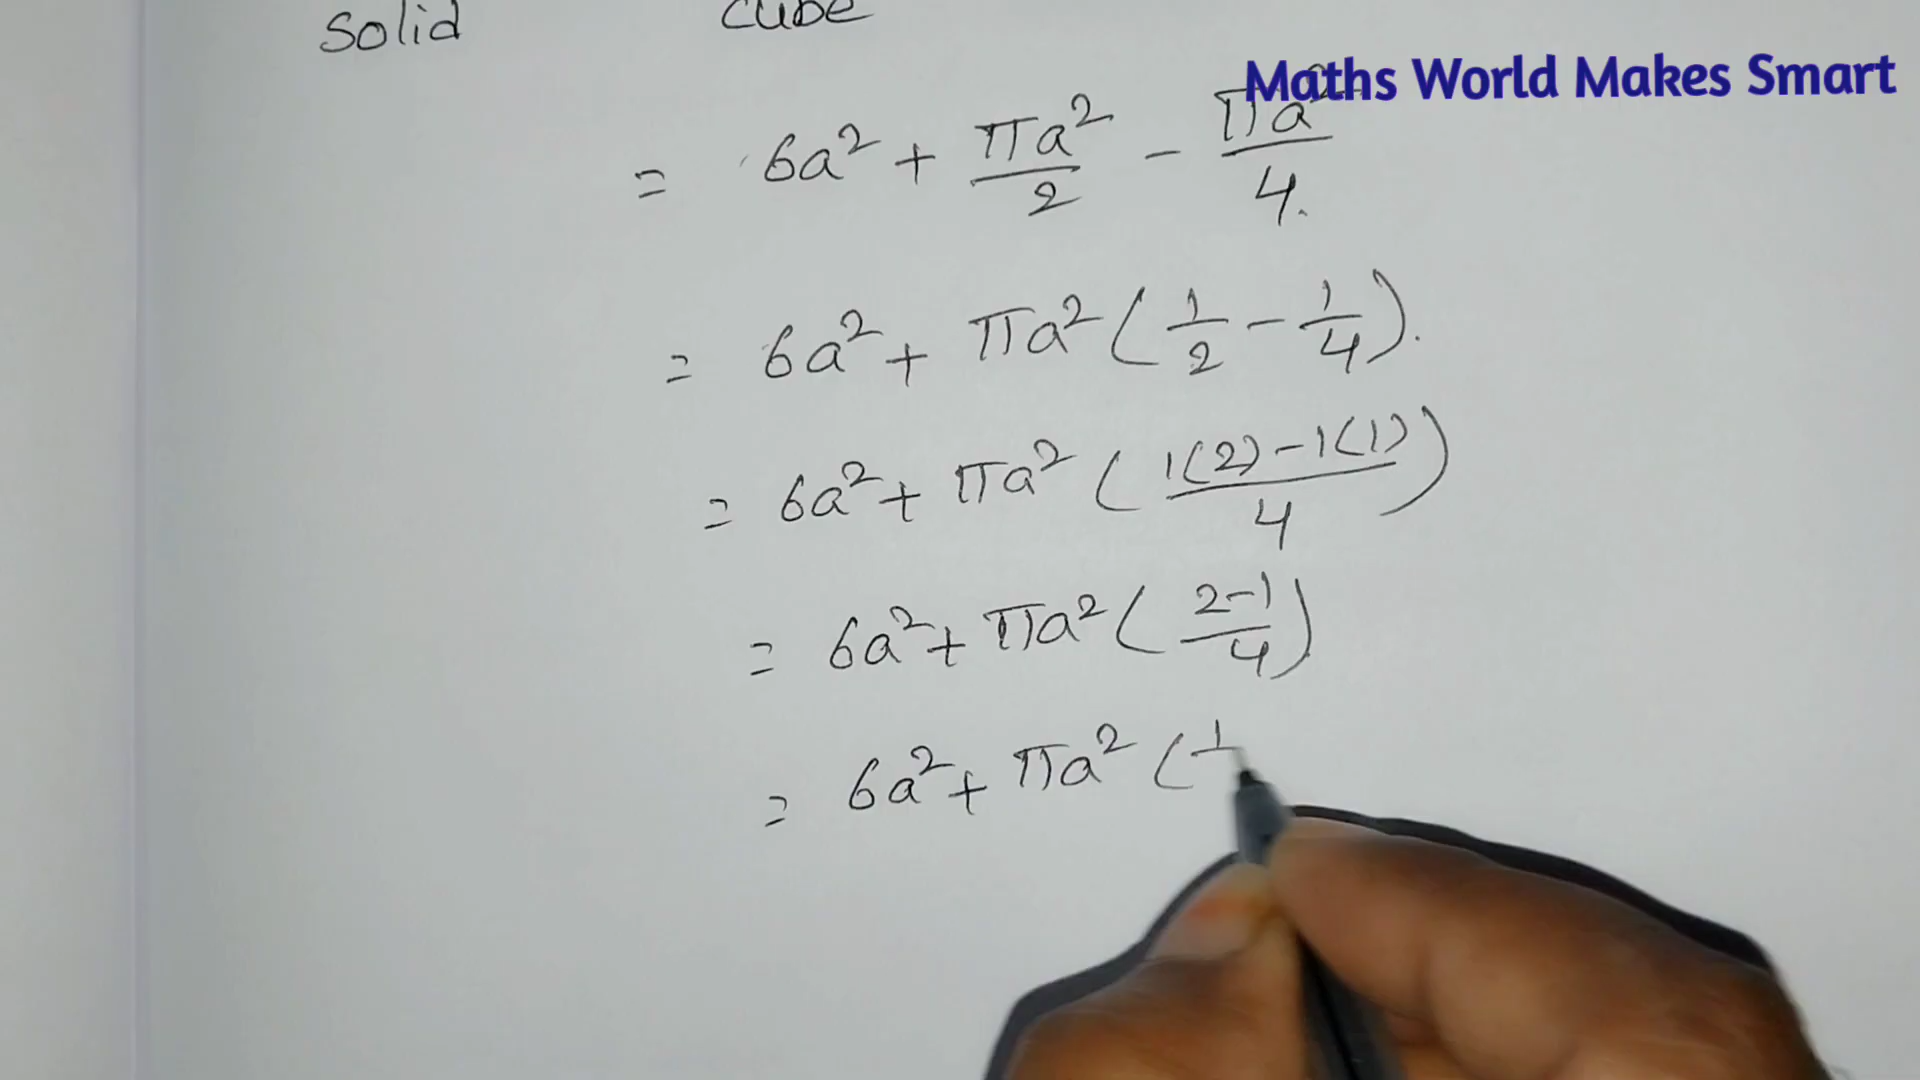 Solid cube
Maths World Makes Smart
= 6a² + πa²/2 - πa²/4.
= 6a² + πa² (1/2 - 1/4).
= 6a² + πa² (1(2)-1(1)/4)
= 6a² + πa² (2-1/4)
= 6a² + πa² (1